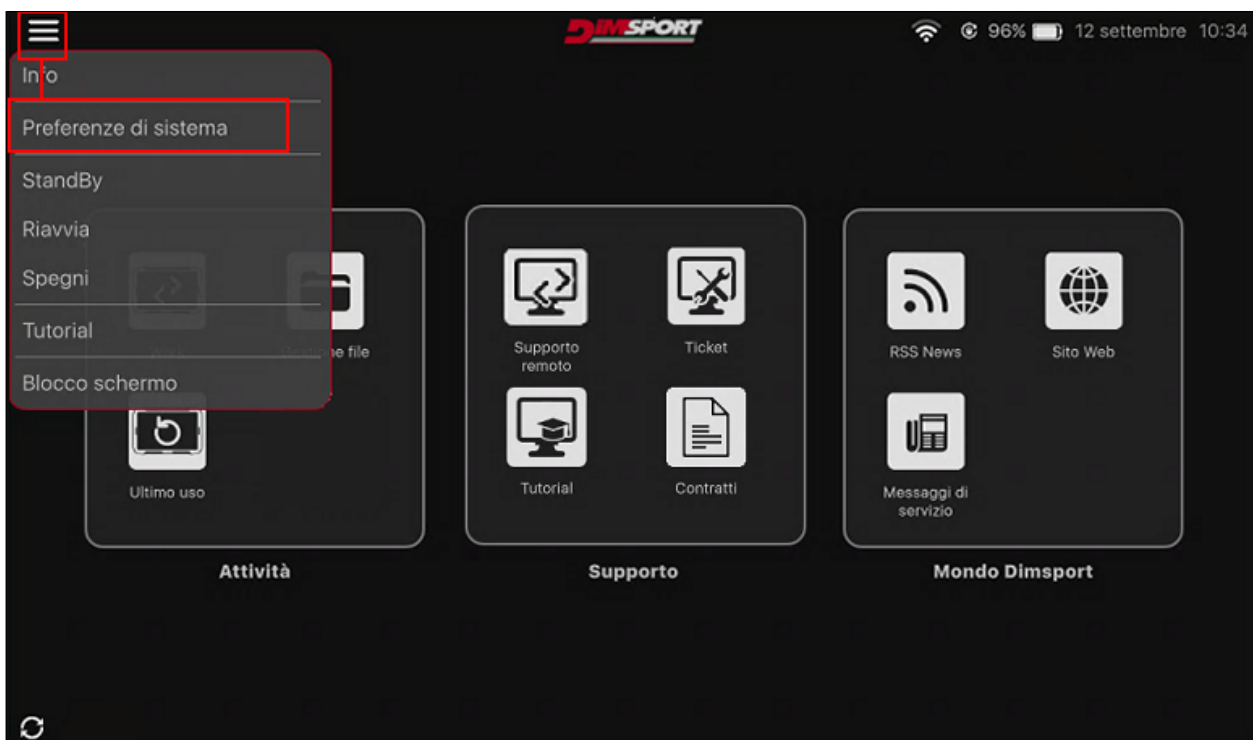 DIMSPORT
96% 12 settembre 10:34
Info
Preferenze di sistema
StandBy
Riavvia
Spegni
Tutorial
Blocco schermo
file
Ultimo uso
Attività
Supporto
remoto
Ticket
Tutorial
Contratti
Supporto
RSS News
Sito Web
Messaggi di
servizio
Mondo Dimsport